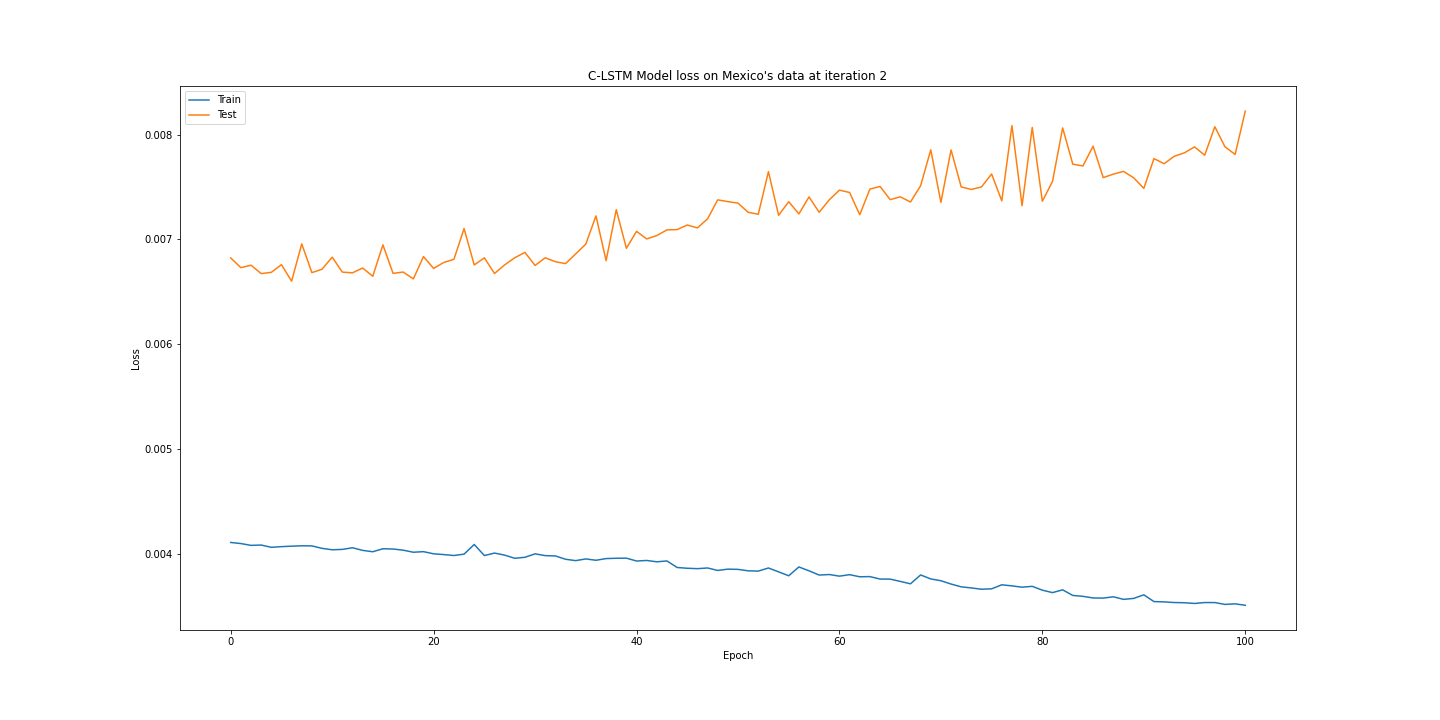 C-LSTM Model loss on Mexico's data at iteration 2
Train
Test
0.008
0.007
0.006
0.005
0.004
Loss
0 20 40 60 80 100
Epoch